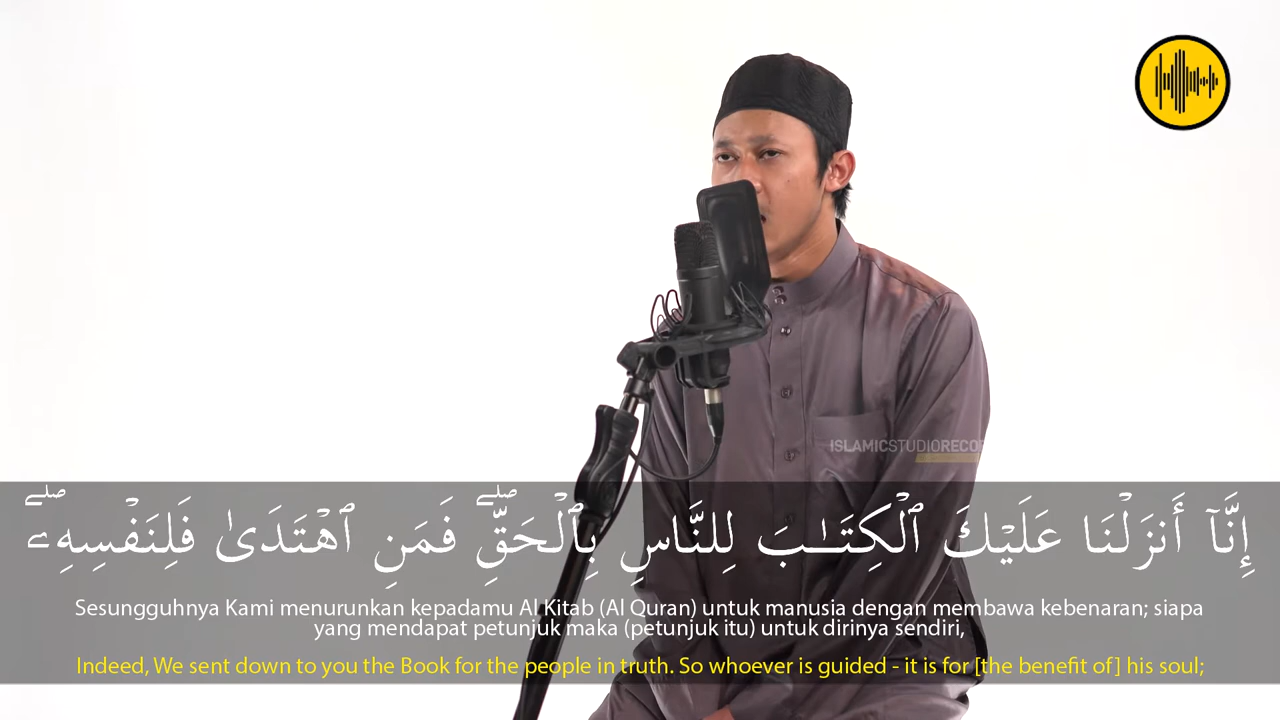 ISLAMICSTUDIORECO
إِنَّآ أَنزَلْنَا عَلَيْكَ ٱلْكِتَـٰبَ لِلنَّاسِ بِٱلْحَقِّ ۖ فَمَنِ ٱهْتَدَىٰ فَلِنَفْسِهِۦ ۖ
Sesungguhnya Kami menurunkan kepadamu Al Kitab (Al Quran) untuk manusia dengan membawa kebenaran; siapa
yang mendapat petunjuk maka (petunjuk itu) untuk dirinya sendiri,
Indeed, We sent down to you the Book for the people in truth. So whoever is guided - it is for [the benefit of] his soul;